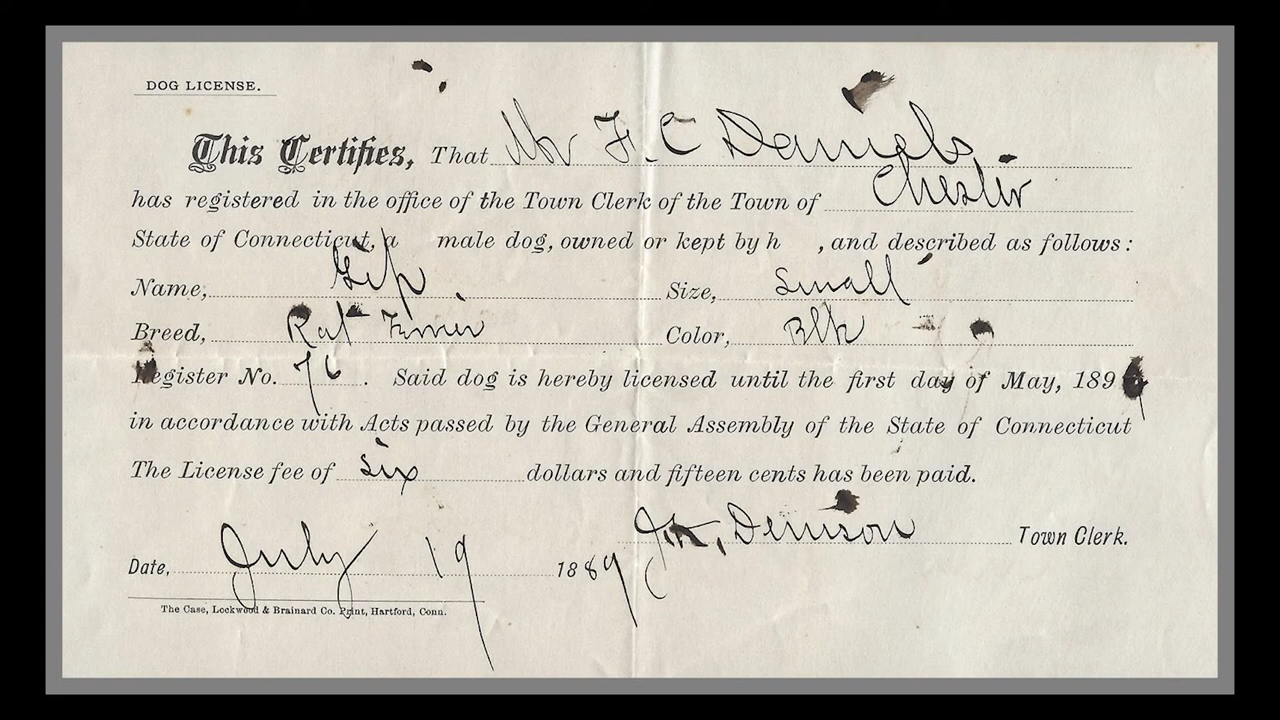 DOG LICENSE.
This Certifies, That Mr F. C Daniels
has registered in the office of the Town Clerk of the Town of Chester
State of Connecticut, a male dog, owned or kept by h , and described as follows:
Name, Gip Size, Small
Breed, Rat Terrier Color, Blk
Register No. 76. Said dog is hereby licensed until the first day of May, 189
in accordance with Acts passed by the General Assembly of the State of Connecticut
The License fee of six dollars and fifteen cents has been paid.
Denison Town Clerk.
Date, July 19 1889
The Case, Lockwood & Brainard Co. Print, Hartford, Conn.